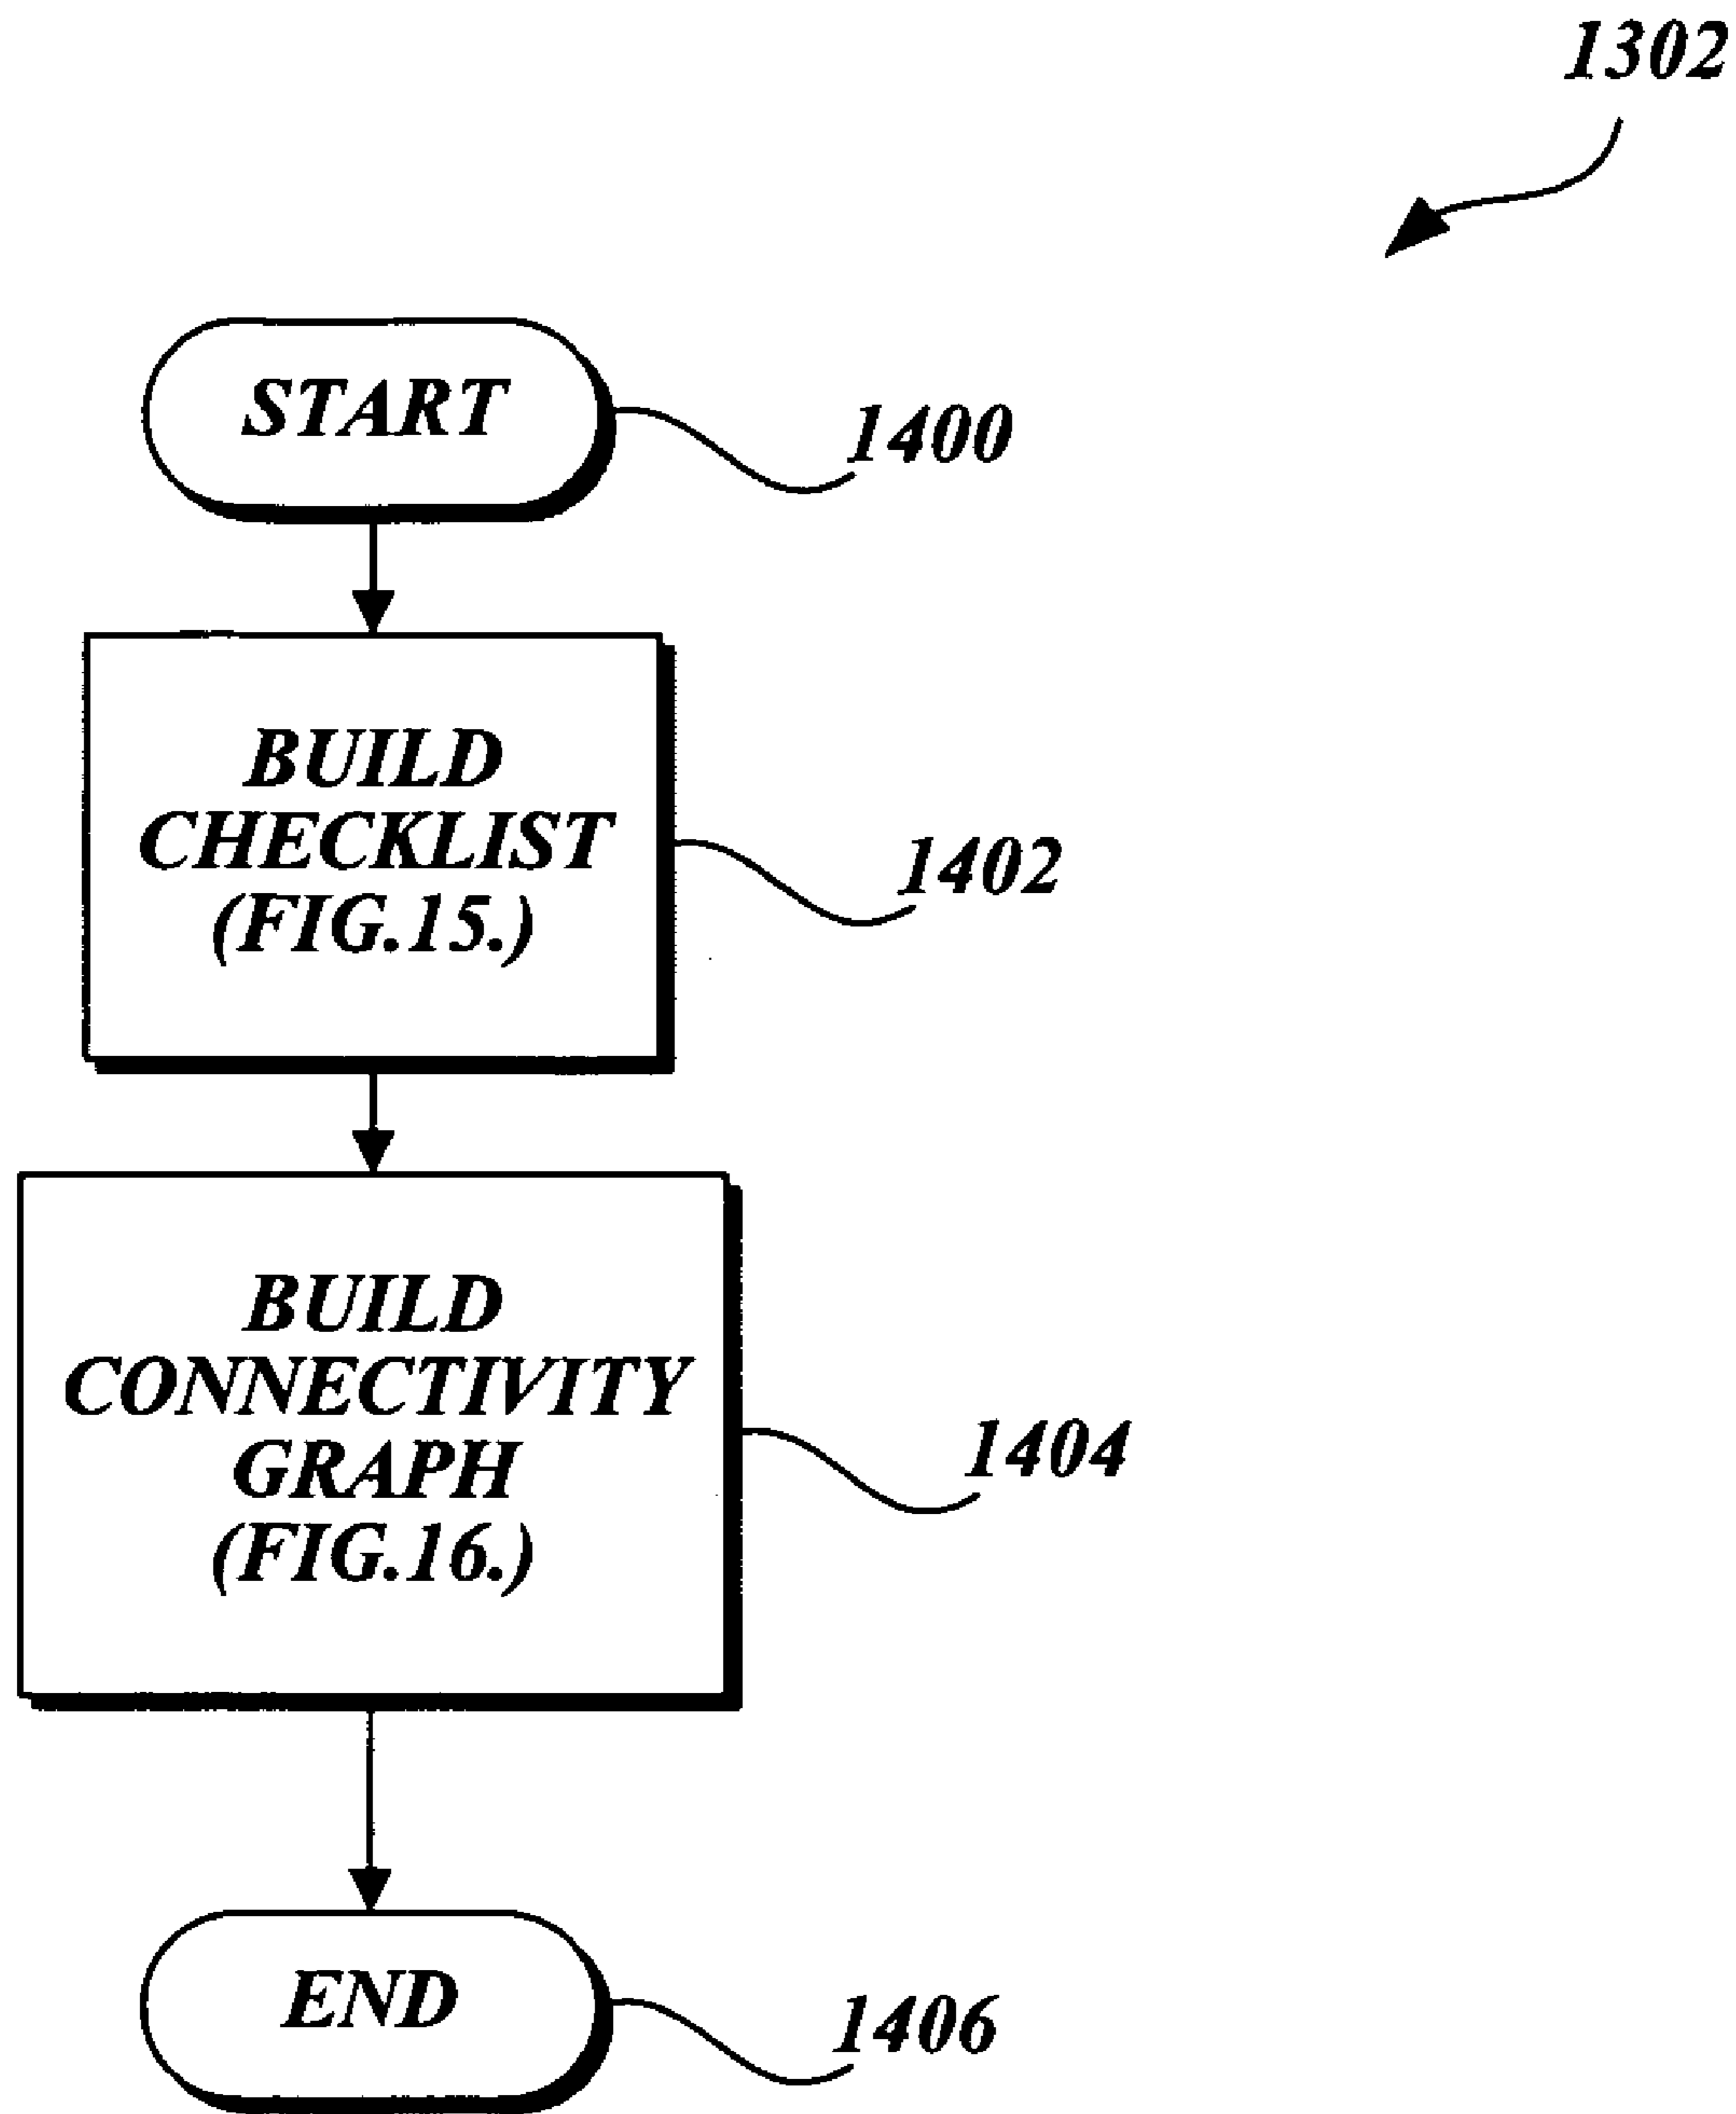 1302
START
1400
BUILD
CHECKLIST
(FIG.15.)
1402
BUILD
CONNECTIVITY
GRAPH
(FIG.16.)
1404
END
1406